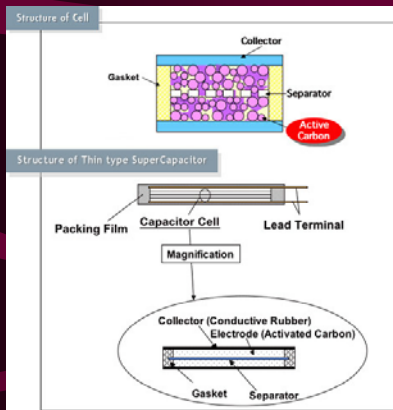 Structure of Cell
Collector
Gasket
Separator
Active
Carbon
Structure of Thin type SuperCapacitor
Packing Film
Capacitor Cell
Lead Terminal
Magnification
Collector (Conductive Rubber)
Electrode (Activated Carbon)
Gasket
Separator